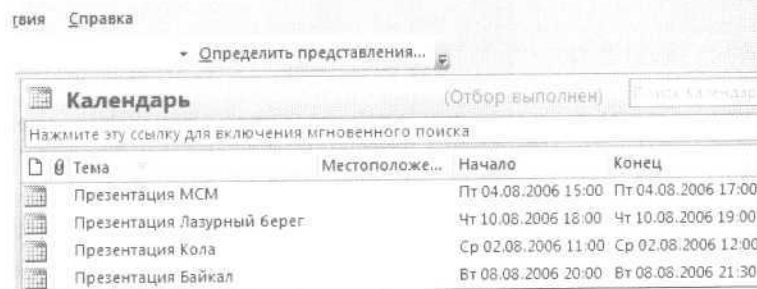 твия Справка
Определить представления...
Календарь (Отбор выполнен)
Нажмите эту ссылку для включения мгновенного поиска
Тема Местоположе... Начало Конец
Презентация МСМ Пт 04.08.2006 15:00 Пт 04.08.2006 17:00
Презентация Лазурный берег Чт 10.08.2006 18:00 Чт 10.08.2006 19:00
Презентация Кола Ср 02.08.2006 11:00 Ср 02.08.2006 12:00
Презентация Байкал Вт 08.08.2006 20:00 Вт 08.08.2006 21:30